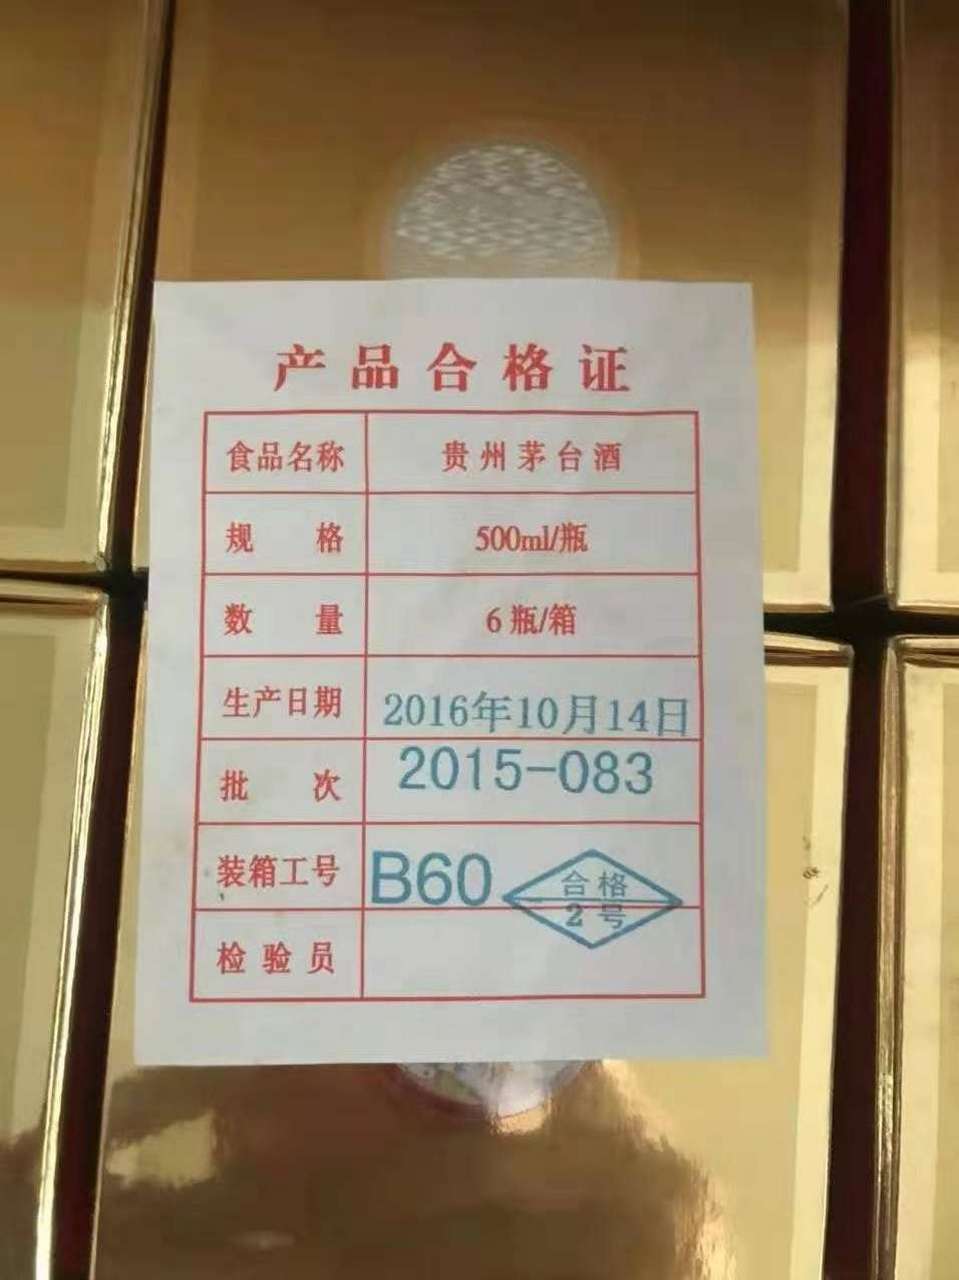 产品合格证
食品名称 贵州茅台酒
规格 500ml/瓶
数量 6瓶/箱
生产日期 2016年10月14日
批次 2015-083
装箱工号 B60
合格
2号
检验员